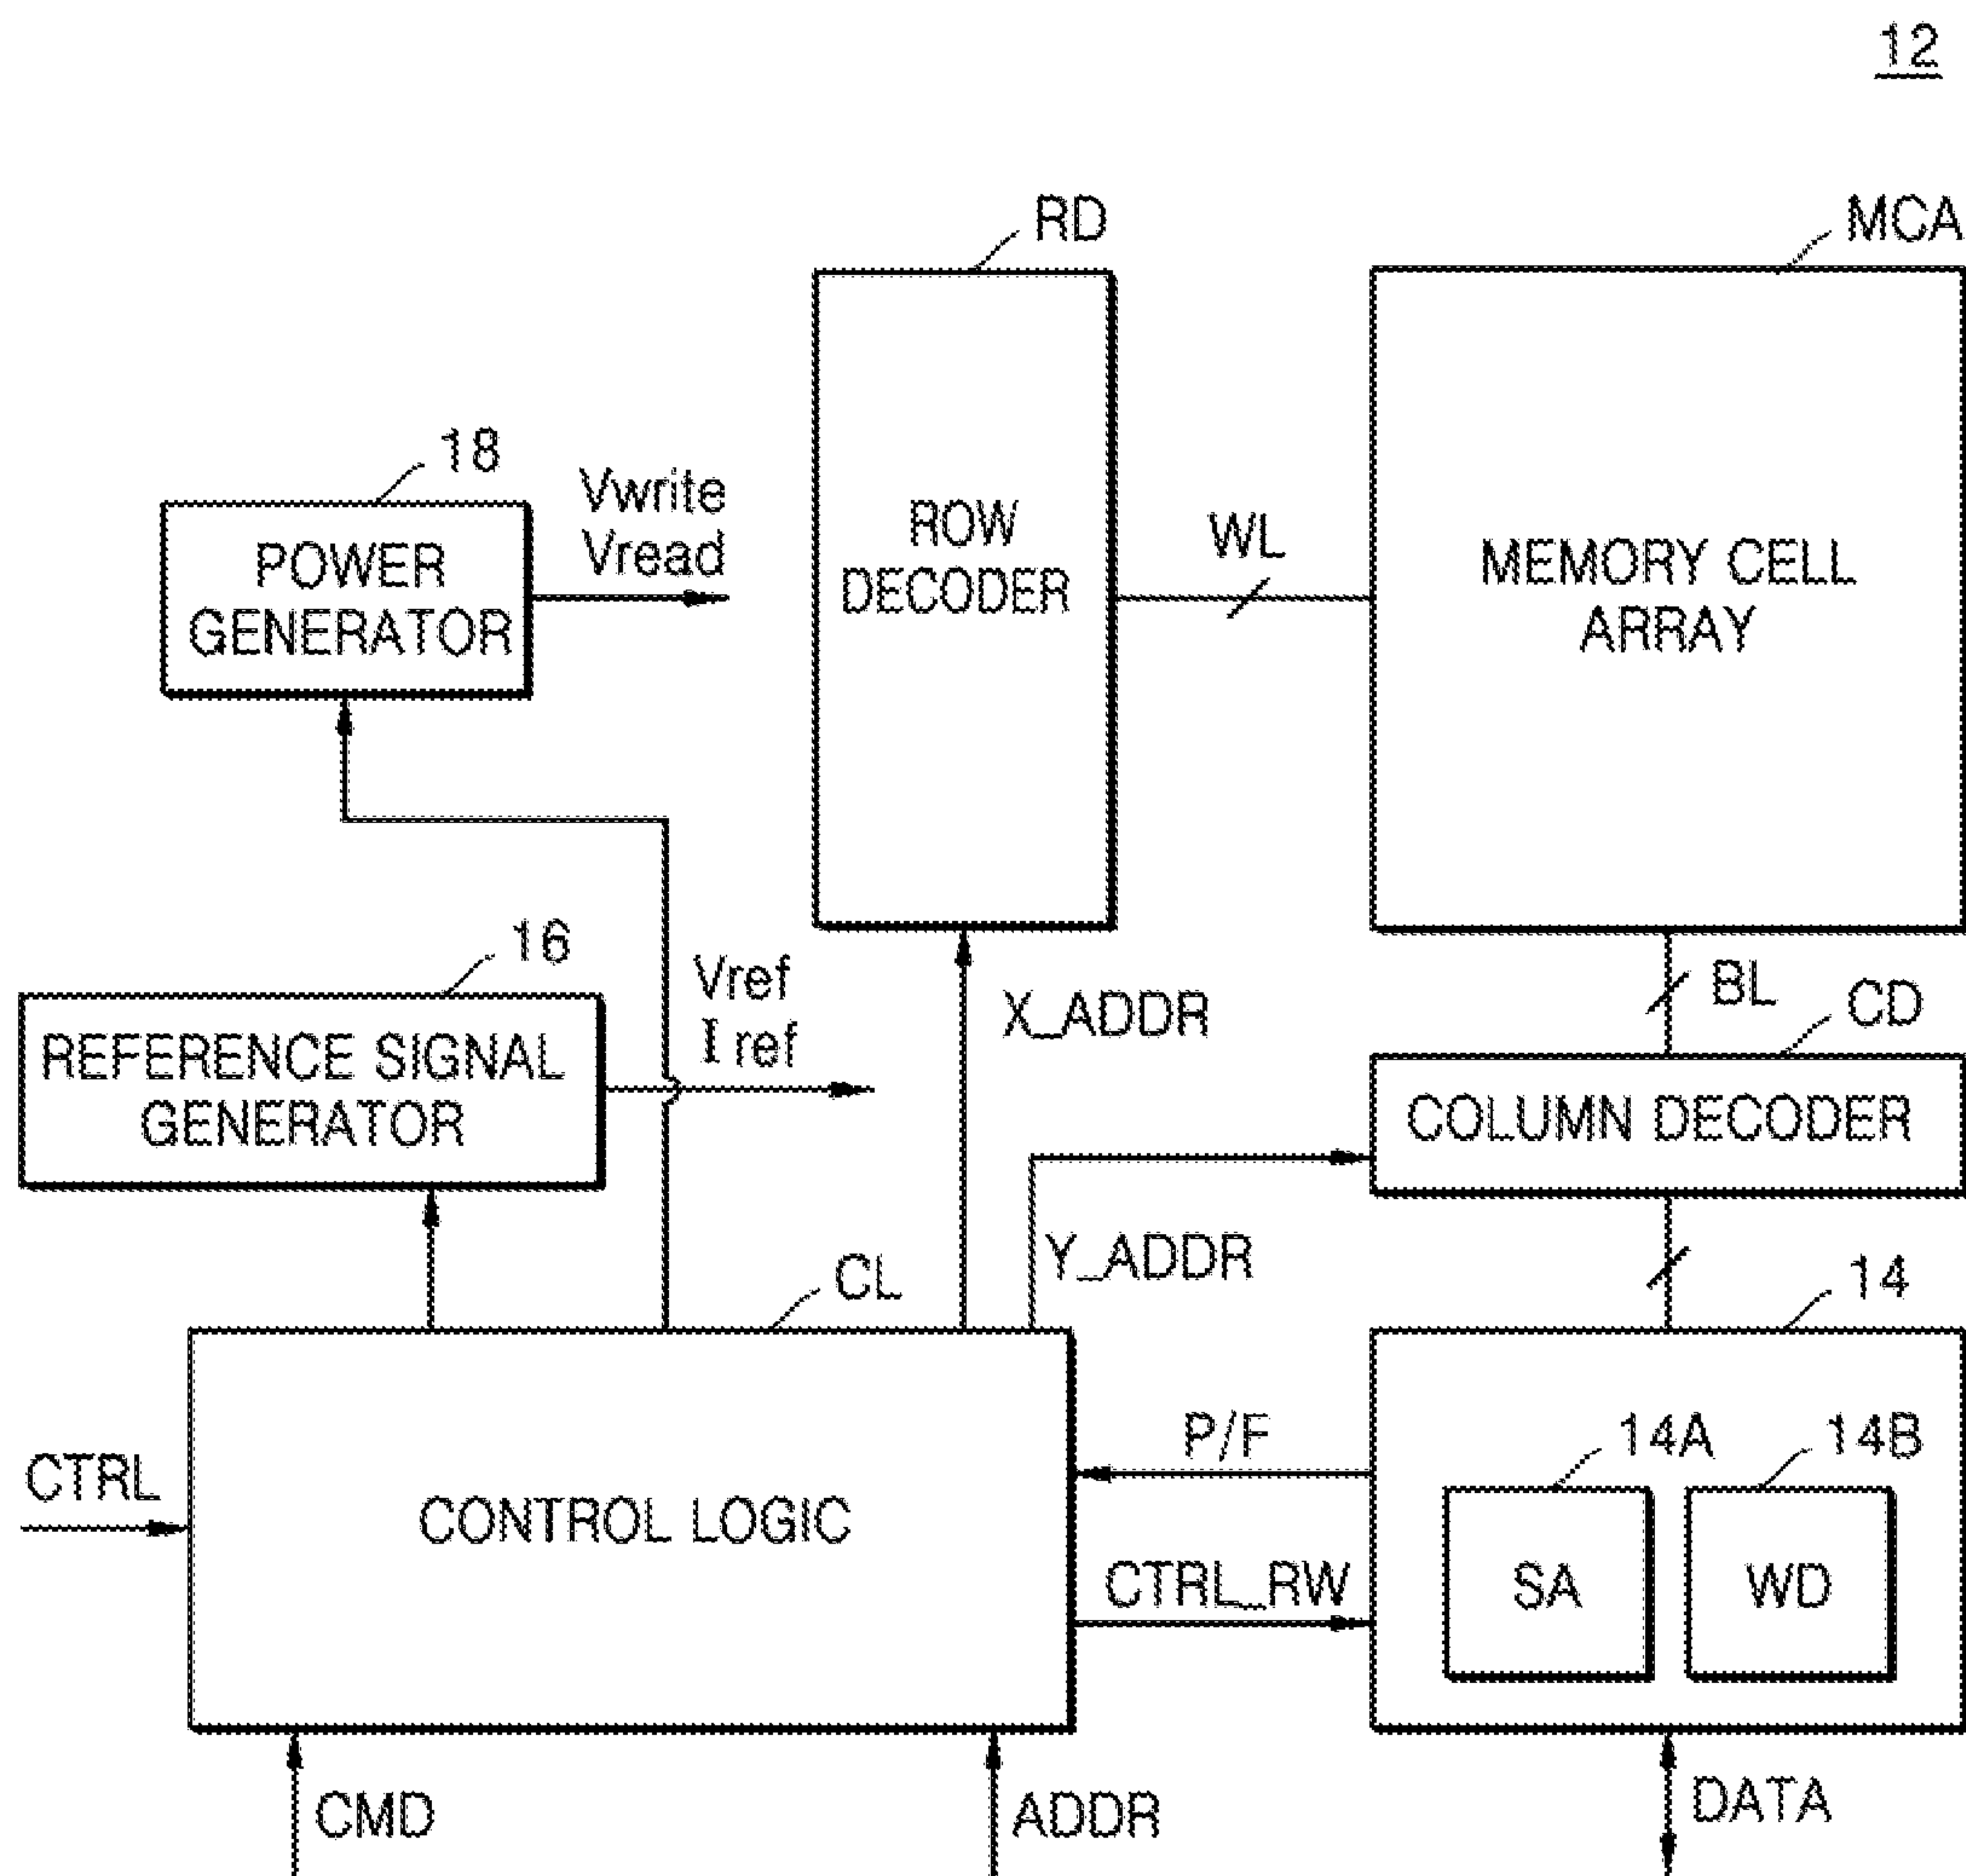 12
RD
MCA
18
Vwrite
Vread
POWER
GENERATOR
ROW
DECODER
WL
MEMORY CELL
ARRAY
16
Vref
Iref
X_ADDR
BL
CD
REFERENCE SIGNAL
GENERATOR
COLUMN DECODER
Y_ADDR
CL
14
P/F
14A
14B
CTRL
CONTROL LOGIC
CTRL_RW
SA
WD
CMD
ADDR
DATA